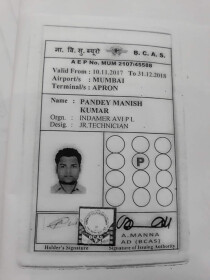 ना. वि. सु. ब्यूरो B. C. A. S.
A E P No. MUM 2107/45588
Valid From : 10.11.2017 To 31.12.2018
Airport/s : MUMBAI
Terminal/s : APRON
Name : PANDEY MANISH
KUMAR
Orgn. : INDAMER AVI P L
Desig. : JR.TECHNICIAN
P
A.MANNA
AD (BCAS)
Holder's Signature Signature of Issuing Authority